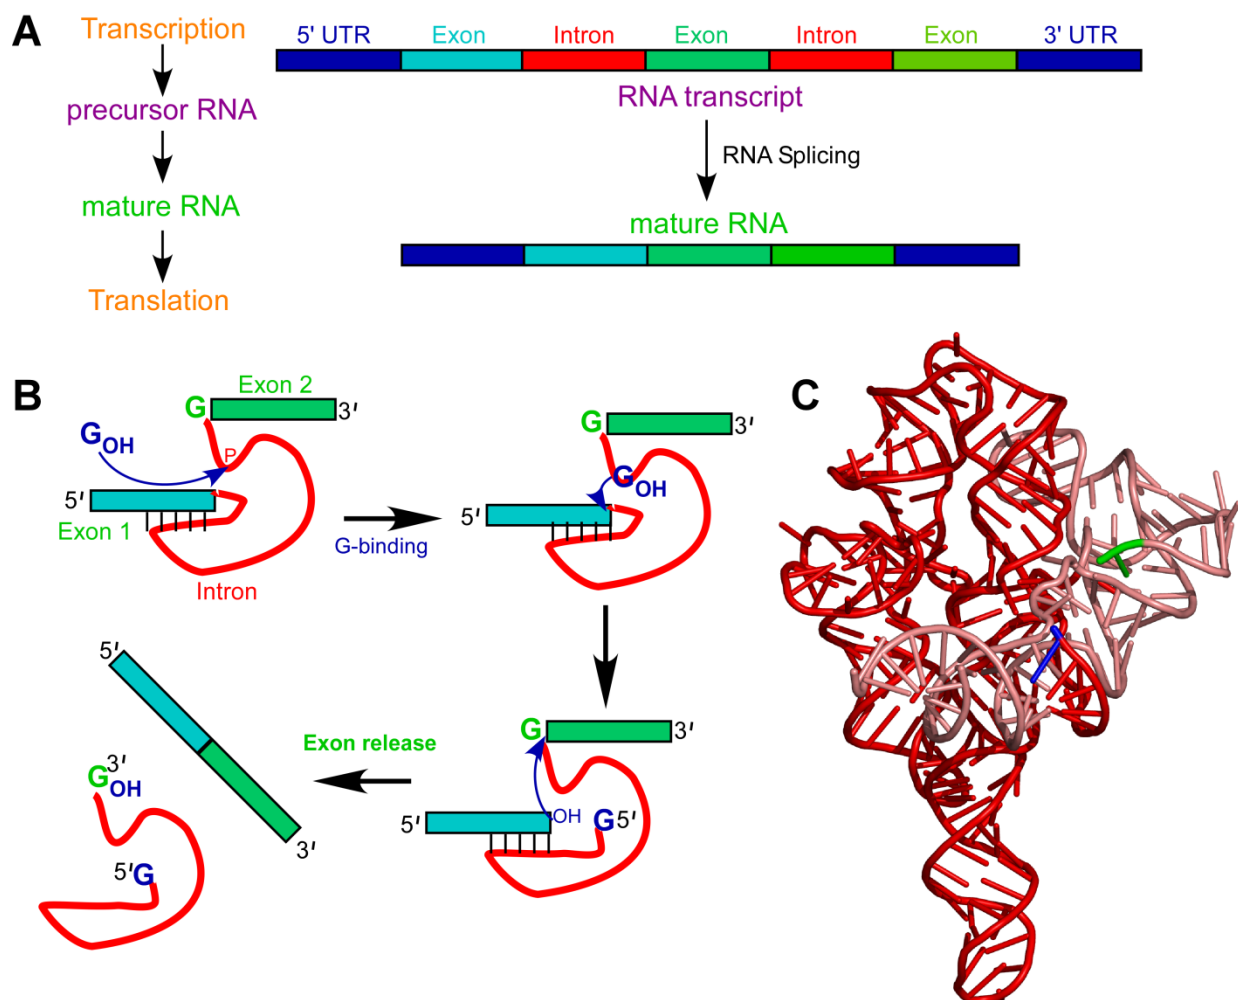 A
Transcription
precursor RNA
mature RNA
Translation
5' UTR Exon Intron Exon Intron Exon 3' UTR
RNA transcript
RNA Splicing
mature RNA
B
G Exon 2 3'
GOH
P
5'
Exon 1
Intron
G-binding
G 3'
GOH
5'
G 3'
OH
5' G 5'
Exon release
5'
3'
G 3' OH
5' G
C